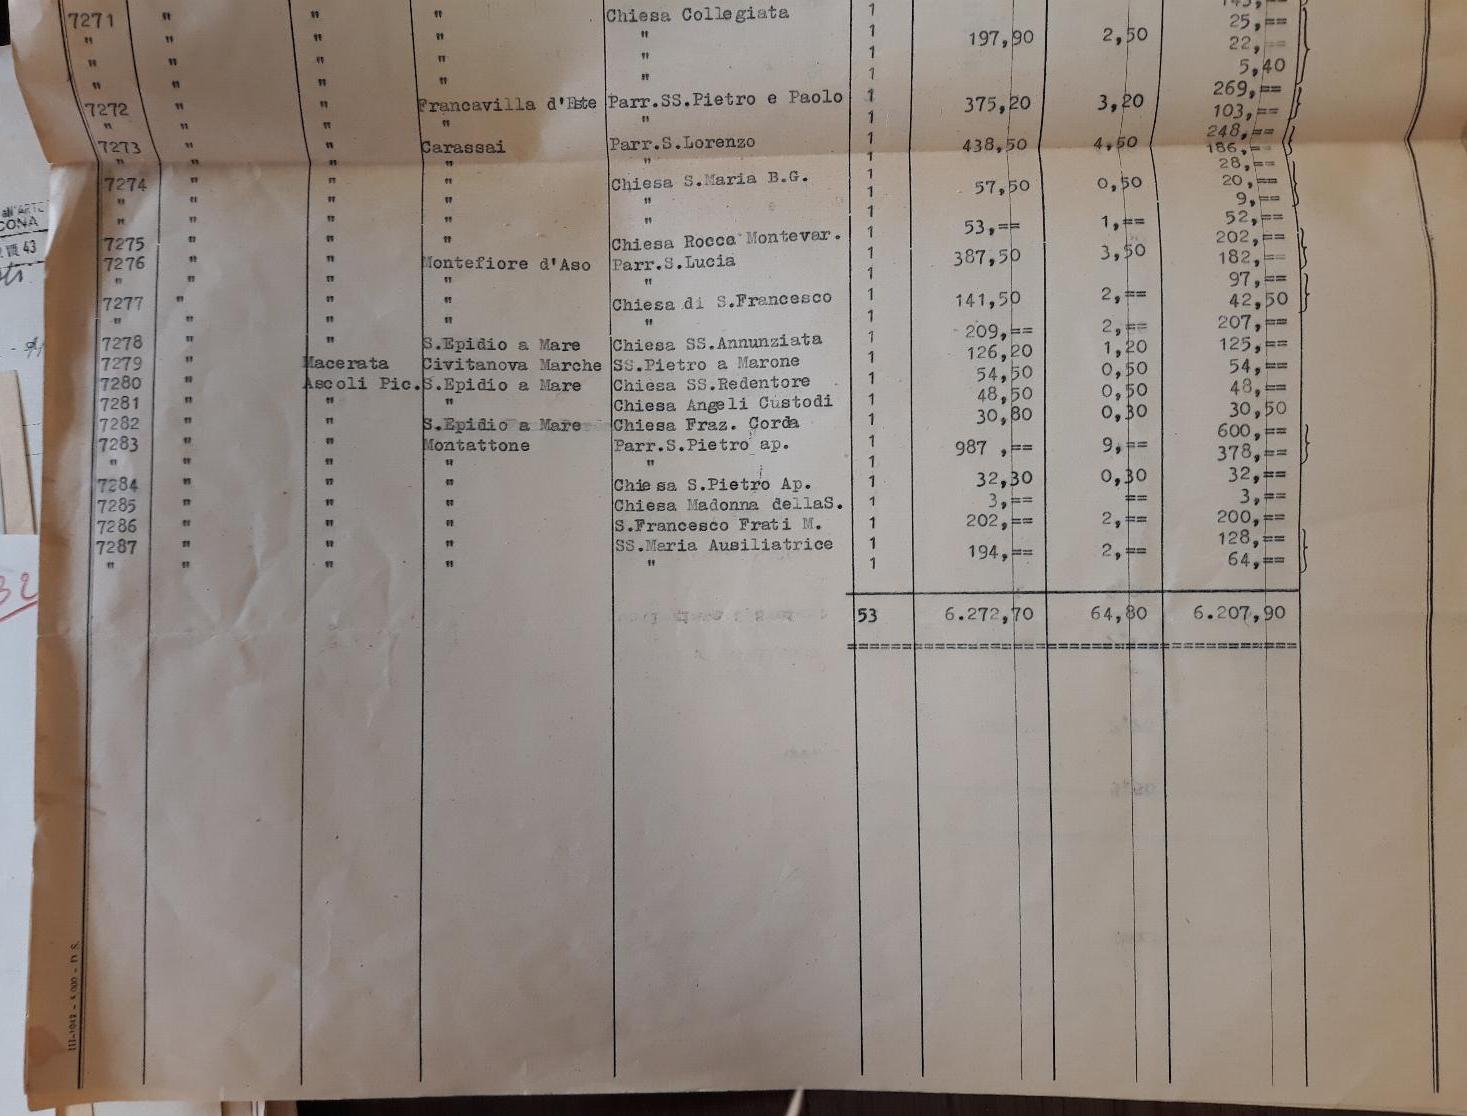 145,==
7271 " " " Chiesa Collegiata 1 25,==
" " " " " 1 197,90 2,50 22,==
" " " " " 1 5,40
" " " " " 1
7272 " " Francavilla d'Este Parr.SS.Pietro e Paolo 1 375,20 3,20 269,==
" " " " " 1 103,==
7273 " " Carassai Parr.S.Lorenzo 1 438,50 4,50 248,==
" " " " " 1 186,==
7274 " " " Chiesa S.Maria B.G. 1 57,50 0,50 28,==
" " " " " 1 20,==
" " " " " 1 9,==
7275 " " " Chiesa Rocca Montevar. 1 53,== 1,== 52,==
7276 " " Montefiore d'Aso Parr.S.Lucia 1 387,50 3,50 202,==
" " " " " 1 182,==
7277 " " " Chiesa di S.Francesco 1 141,50 2,== 97,==
" " " " " 1 42,50
7278 " " S.Epidio a Mare Chiesa SS.Annunziata 1 209,== 2,== 207,==
7279 " Macerata Civitanova Marche SS.Pietro a Marone 1 126,20 1,20 125,==
7280 " Ascoli Pic. S.Epidio a Mare Chiesa SS.Redentore 1 54,50 0,50 54,==
7281 " " " Chiesa Angeli Custodi 1 48,50 0,50 48,==
7282 " " S.Epidio a Mare Chiesa Fraz. Corda 1 30,80 0,30 30,50
7283 " " Montattone Parr.S.Pietro ap. 1 987 ,== 9,== 600,==
" " " " " 1 378,==
7284 " " " Chiesa S.Pietro Ap. 1 32,30 0,30 32,==
7285 " " " Chiesa Madonna dellaS. 1 3,== == 3,==
7286 " " " S.Francesco Frati M. 1 202,== 2,== 200,==
7287 " " " SS.Maria Ausiliatrice 1 194,== 2,== 128,==
" " " " " 1 64,==
53 6.272,70 64,80 6.207,90
all'ARTE
CONA
VIII 43
32